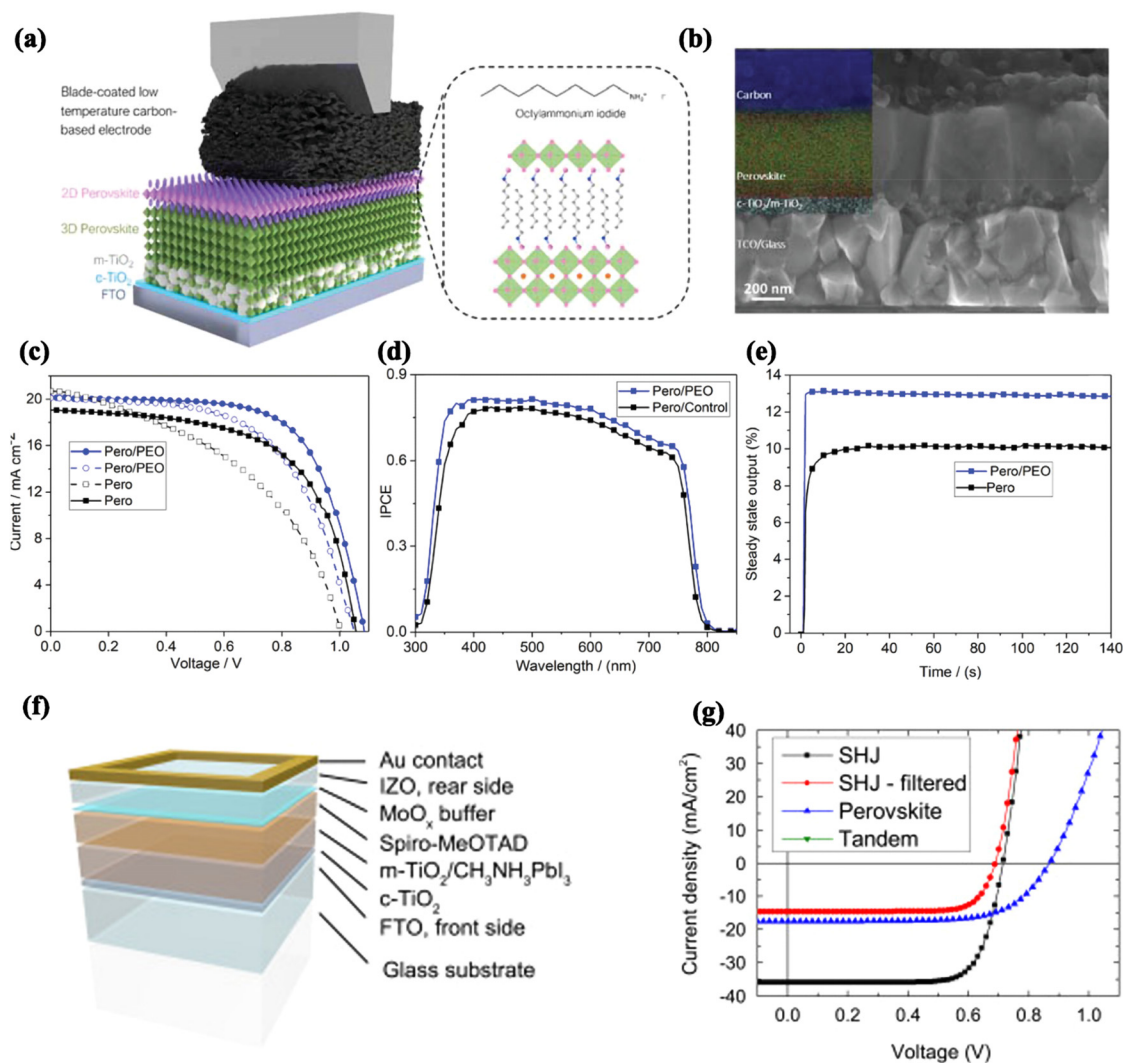 (a)
Blade-coated low
temperature carbon-
based electrode
2D Perovskite
3D Perovskite
m-TiO₂
c-TiO₂
FTO
NH₃⁺
I⁻
Octylammonium iodide
(b)
Carbon
Perovskite
c-TiO₂/m-TiO₂
TCO/Glass
200 nm
(c)
Current / mA cm⁻²
20
16
12
8
4
0
Pero/PEO
Pero/PEO
Pero
Pero
0.0 0.2 0.4 0.6 0.8 1.0
Voltage / V
(d)
IPCE
0.9
0.6
0.3
0.0
Pero/PEO
Pero/Control
300 400 500 600 700 800
Wavelength / (nm)
(e)
Steady state output (%)
14
12
10
8
6
4
2
0
Pero/PEO
Pero
0 20 40 60 80 100 120 140
Time / (s)
(f)
Au contact
IZO, rear side
MoOₓ buffer
Spiro-MeOTAD
m-TiO₂/CH₃NH₃PbI₃
c-TiO₂
FTO, front side
Glass substrate
(g)
Current density (mA/cm²)
40
30
20
10
0
-10
-20
-30
-40
SHJ
SHJ - filtered
Perovskite
Tandem
0.0 0.2 0.4 0.6 0.8 1.0
Voltage (V)